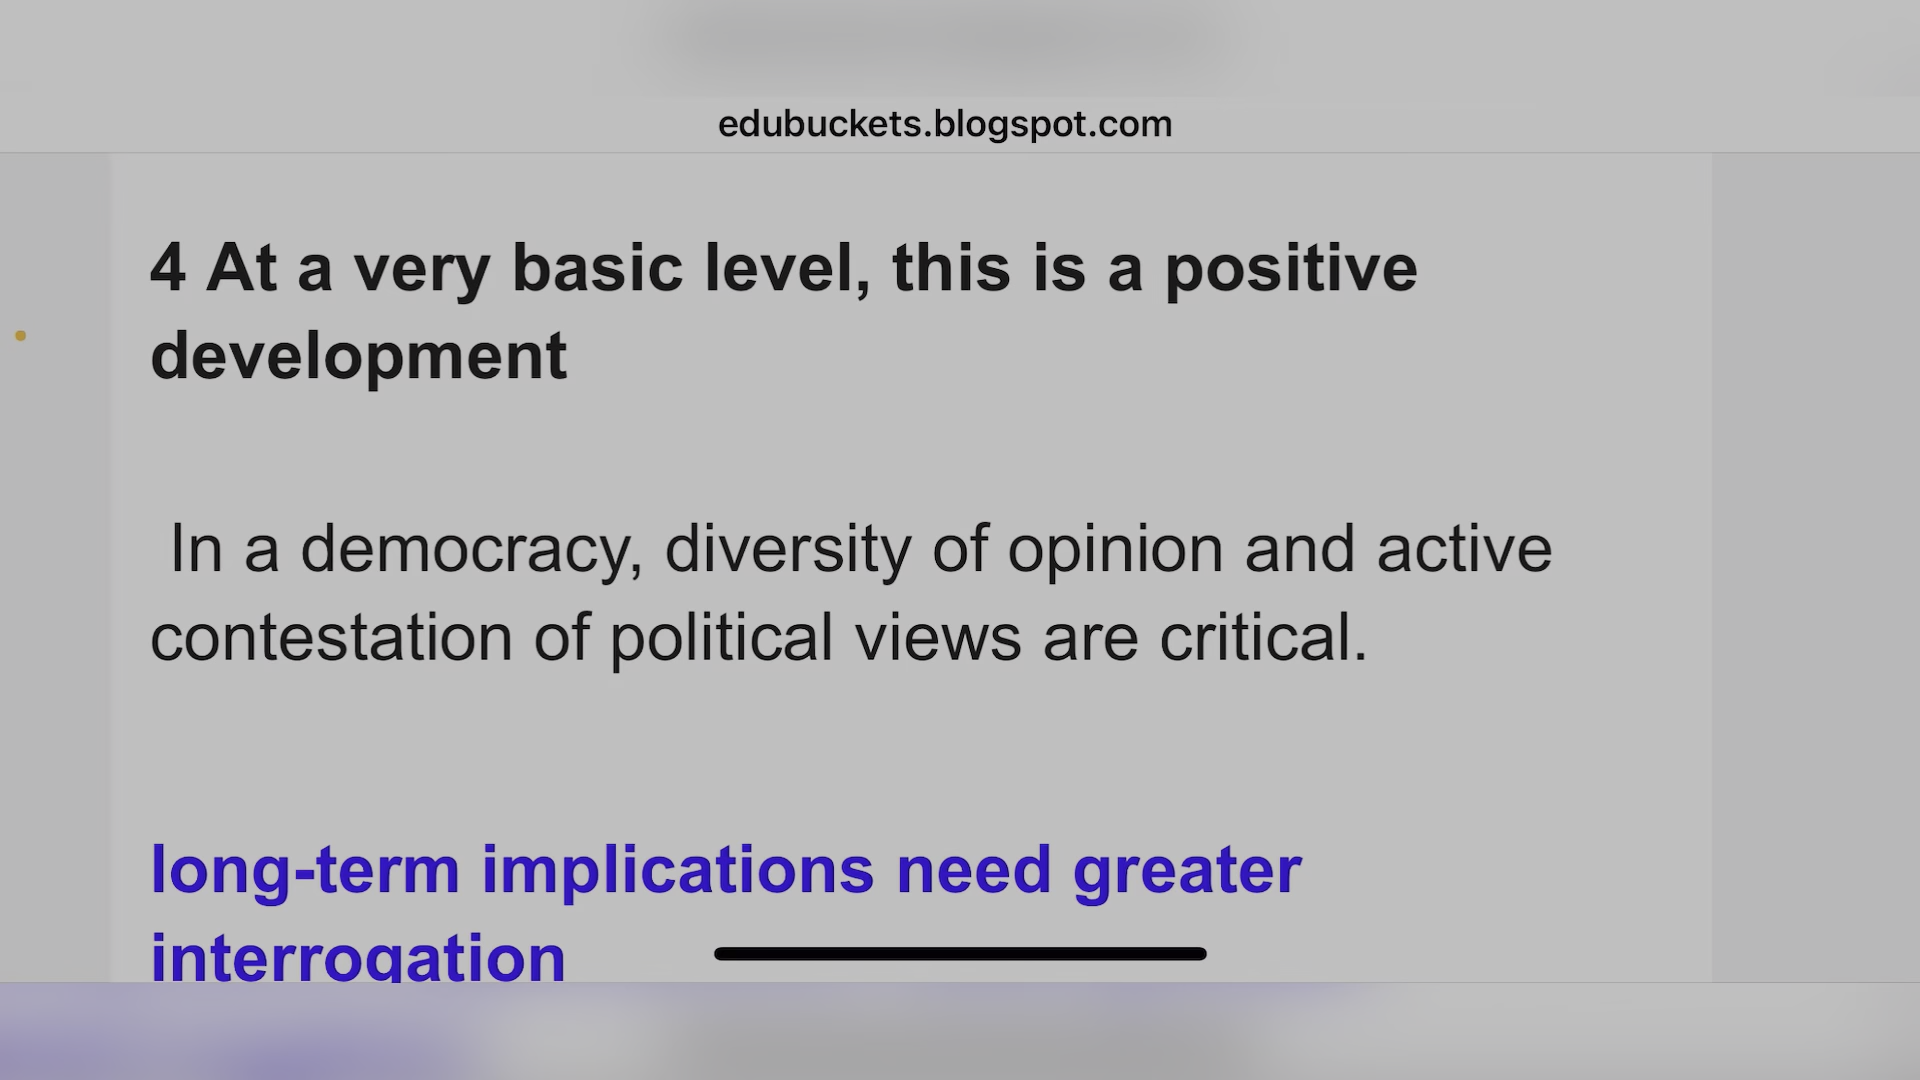 edubuckets.blogspot.com
4 At a very basic level, this is a positive
development
In a democracy, diversity of opinion and active
contestation of political views are critical.
long-term implications need greater
interrogation